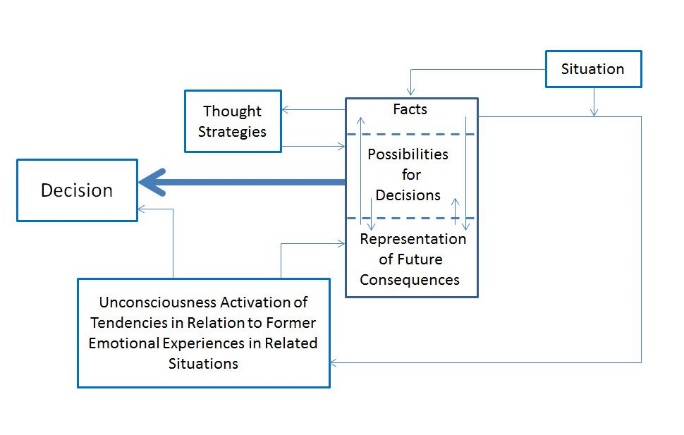 Situation
Facts
Thought
Strategies
Possibilities
for
Decisions
Decision
Representation
of Future
Consequences
Unconsciousness Activation of
Tendencies in Relation to Former
Emotional Experiences in Related
Situations